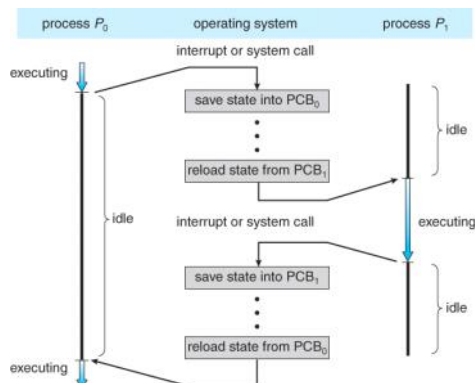 process P0 operating system process P1
interrupt or system call
executing
save state into PCB0
idle
reload state from PCB1
idle
interrupt or system call
executing
save state into PCB1
idle
reload state from PCB0
executing